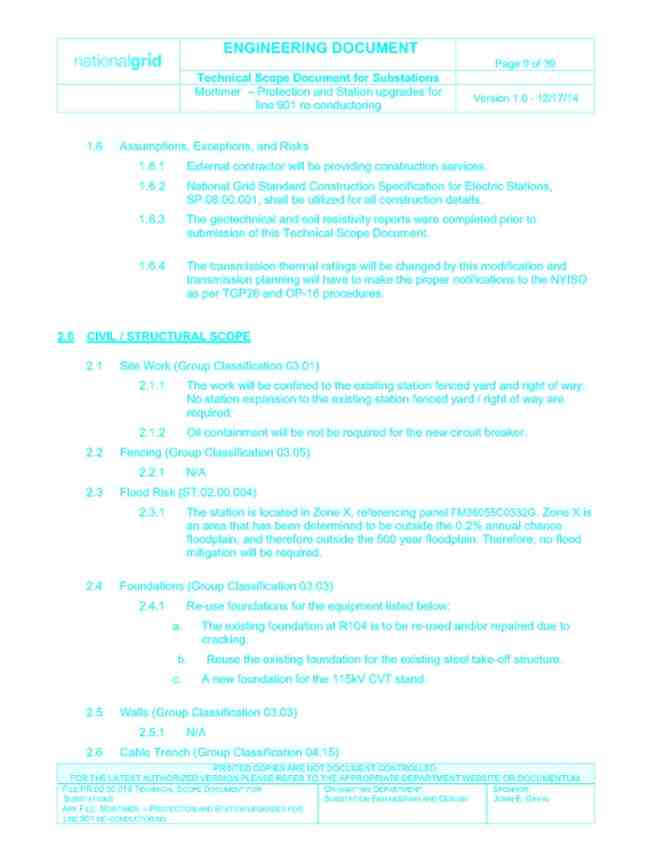 nationalgrid
ENGINEERING DOCUMENT
Page 9 of 39
Technical Scope Document for Substations
Mortimer – Protection and Station upgrades for
line 901 re-conductoring
Version 1.0 - 12/17/14
1.6 Assumptions, Exceptions, and Risks
1.6.1 External contractor will be providing construction services.
1.6.2 National Grid Standard Construction Specification for Electric Stations,
SP.06.00.001, shall be utilized for all construction details.
1.6.3 The geotechnical and soil resistivity reports were completed prior to
submission of this Technical Scope Document.
1.6.4 The transmission thermal ratings will be changed by this modification and
transmission planning will have to make the proper notifications to the NYISO
as per TGP26 and OP-16 procedures.
2.0 CIVIL / STRUCTURAL SCOPE
2.1 Site Work (Group Classification 03.01)
2.1.1 The work will be confined to the existing station fenced yard and right of way.
No station expansion to the existing station fenced yard / right of way are
required.
2.1.2 Oil containment will be not be required for the new circuit breaker.
2.2 Fencing (Group Classification 03.05)
2.2.1 N/A
2.3 Flood Risk (ST.02.00.004)
2.3.1 The station is located in Zone X, referencing panel FM36055C0332G. Zone X is
an area that has been determined to be outside the 0.2% annual chance
floodplain, and therefore outside the 500 year floodplain. Therefore, no flood
mitigation will be required.
2.4 Foundations (Group Classification 03.03)
2.4.1 Re-use foundations for the equipment listed below:
a. The existing foundation at R104 is to be re-used and/or repaired due to
cracking.
b. Reuse the existing foundation for the existing steel take-off structure.
c. A new foundation for the 115kV CVT stand.
2.5 Walls (Group Classification 03.03)
2.5.1 N/A
2.6 Cable Trench (Group Classification 04.15)
PRINTED COPIES ARE NOT DOCUMENT CONTROLLED.
FOR THE LATEST AUTHORIZED VERSION PLEASE REFER TO THE APPROPRIATE DEPARTMENT WEBSITE OR DOCUMENTUM.
FILE: PR.02.00.018 TECHNICAL SCOPE DOCUMENT FOR
SUBSTATIONS
ORIGINATING DEPARTMENT:
SUBSTATION ENGINEERING AND DESIGN
SPONSOR:
JOHN E.
FILE: MORTIMER – PROTECTION AND STATION UPGRADES FOR
LINE 901 RE-CONDUCTORING